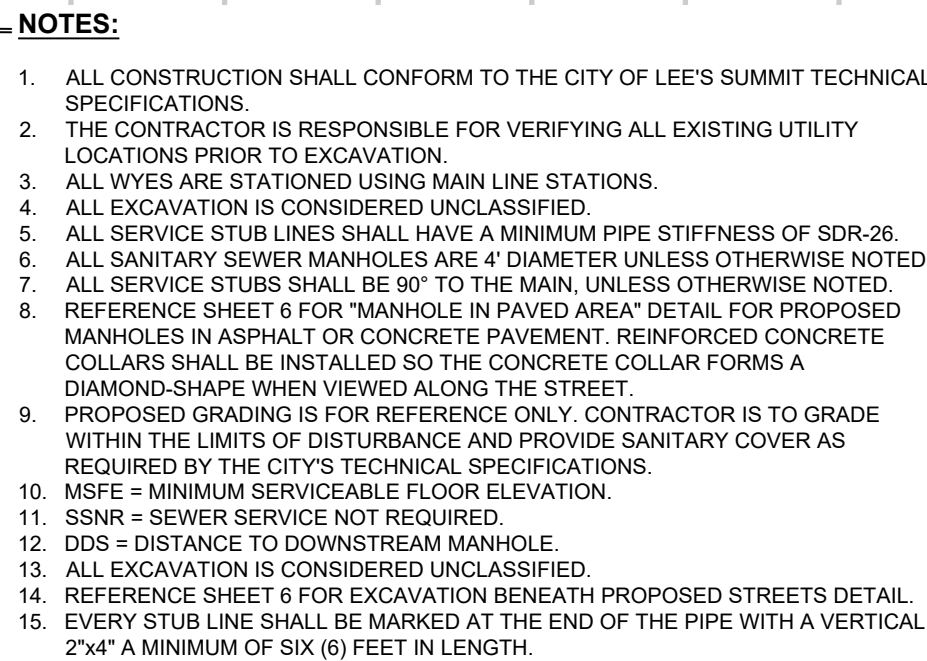 NOTES:
1. ALL CONSTRUCTION SHALL CONFORM TO THE CITY OF LEE'S SUMMIT TECHNICAL
SPECIFICATIONS.
2. THE CONTRACTOR IS RESPONSIBLE FOR VERIFYING ALL EXISTING UTILITY
LOCATIONS PRIOR TO EXCAVATION.
3. ALL WYES ARE STATIONED USING MAIN LINE STATIONS.
4. ALL EXCAVATION IS CONSIDERED UNCLASSIFIED.
5. ALL SERVICE STUB LINES SHALL HAVE A MINIMUM PIPE STIFFNESS OF SDR-26.
6. ALL SANITARY SEWER MANHOLES ARE 4' DIAMETER UNLESS OTHERWISE NOTED
7. ALL SERVICE STUBS SHALL BE 90° TO THE MAIN, UNLESS OTHERWISE NOTED.
8. REFERENCE SHEET 6 FOR "MANHOLE IN PAVED AREA" DETAIL FOR PROPOSED
MANHOLES IN ASPHALT OR CONCRETE PAVEMENT. REINFORCED CONCRETE
COLLARS SHALL BE INSTALLED SO THE CONCRETE COLLAR FORMS A
DIAMOND-SHAPE WHEN VIEWED ALONG THE STREET.
9. PROPOSED GRADING IS FOR REFERENCE ONLY. CONTRACTOR IS TO GRADE
WITHIN THE LIMITS OF DISTURBANCE AND PROVIDE SANITARY COVER AS
REQUIRED BY THE CITY'S TECHNICAL SPECIFICATIONS.
10. MSFE = MINIMUM SERVICEABLE FLOOR ELEVATION.
11. SSNR = SEWER SERVICE NOT REQUIRED.
12. DDS = DISTANCE TO DOWNSTREAM MANHOLE.
13. ALL EXCAVATION IS CONSIDERED UNCLASSIFIED.
14. REFERENCE SHEET 6 FOR EXCAVATION BENEATH PROPOSED STREETS DETAIL.
15. EVERY STUB LINE SHALL BE MARKED AT THE END OF THE PIPE WITH A VERTICAL
2"x4" A MINIMUM OF SIX (6) FEET IN LENGTH.